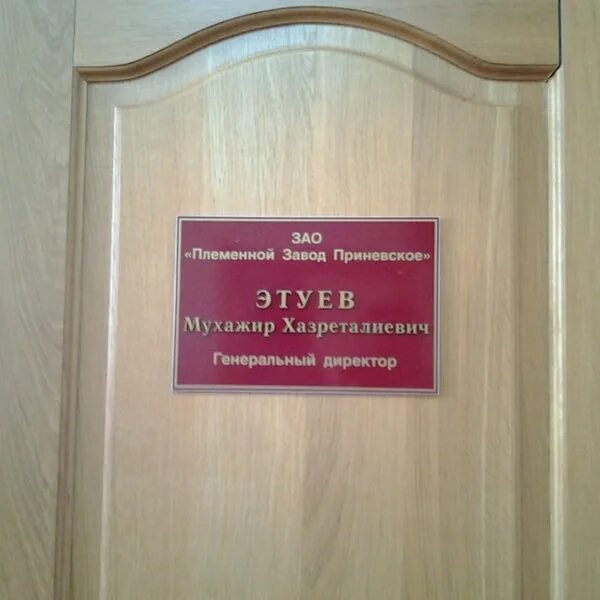 ЗАО
«Племенной Завод Приневское»
ЭТУЕВ
Мухажир Хазреталиевич
Генеральный директор